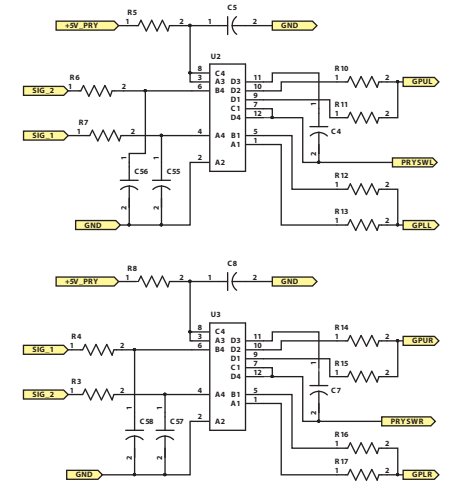 R5 C5
+5V_PRY 1 2 1 2 GND
U2
8 C4
R6 3 A3 D3 11 R10
SIG_2 1 2 6 B4 D2 10 1 2 GPUL
D1 9 R11
R7 C1 7 1 2
SIG_1 1 2 4 A4 D4 12 1 C4 2
B1 5
A1 1
2 A2 PRYSWL
R12
1 C56 2 1 C55 2 1 2
R13
GND 1 2 GPLL
R8 C8
+5V_PRY 1 2 1 2 GND
U3
8 C4
R4 3 A3 D3 11 R14
SIG_1 1 2 6 B4 D2 10 1 2 GPUR
D1 9 R15
R3 C1 7 1 2
SIG_2 1 2 4 A4 D4 12 1 C7 2
B1 5
A1 1
2 A2 PRYSWR
R16
1 C58 2 1 C57 2 1 2
R17
GND 1 2 GPLR